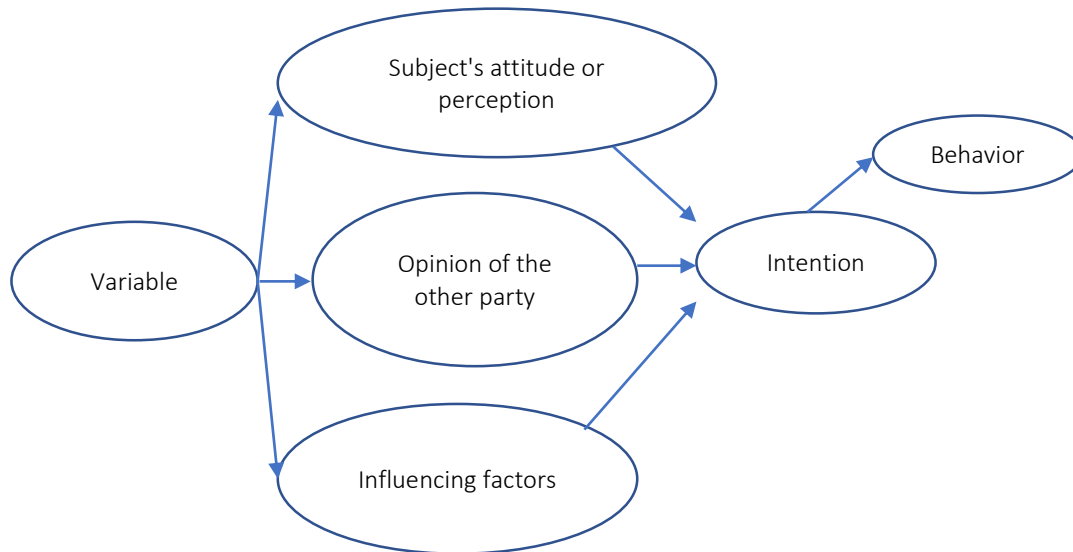 Subject's attitude or
perception
Behavior
Variable
Opinion of the
other party
Intention
Influencing factors